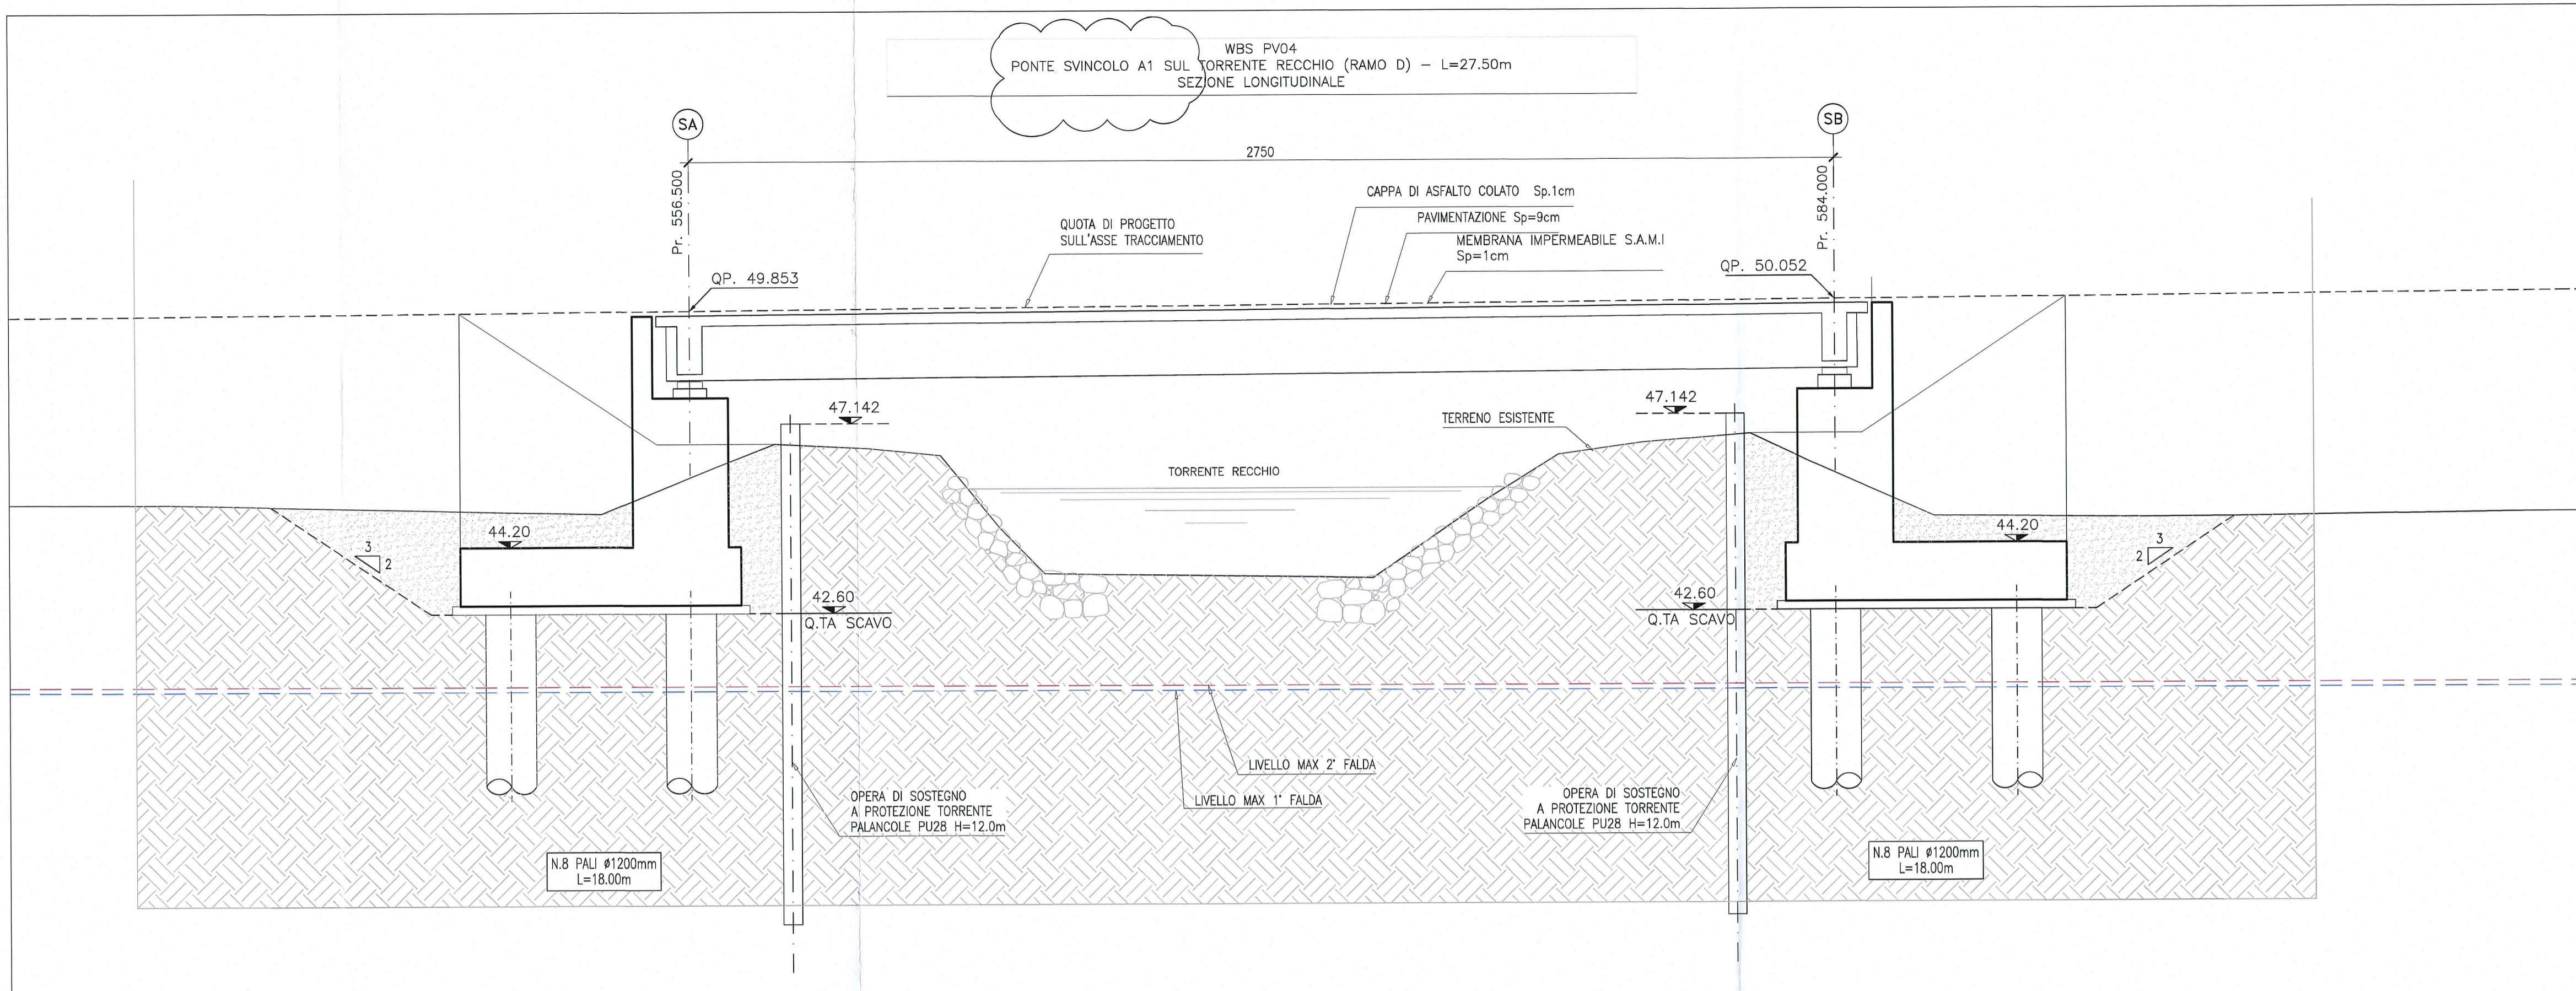 WBS PV04
PONTE SVINCOLO A1 SUL TORRENTE RECCHIO (RAMO D) – L=27.50m
SEZIONE LONGITUDINALE
SA
SB
2750
Pr. 556.500
Pr. 584.000
CAPPA DI ASFALTO COLATO Sp.1cm
PAVIMENTAZIONE Sp=9cm
MEMBRANA IMPERMEABILE S.A.M.I
Sp=1cm
QUOTA DI PROGETTO
SULL'ASSE TRACCIAMENTO
QP. 49.853
QP. 50.052
47.142
47.142
TERRENO ESISTENTE
TORRENTE RECCHIO
44.20
44.20
3
2
3
2
42.60
Q.TA SCAVO
42.60
Q.TA SCAVO
LIVELLO MAX 2° FALDA
LIVELLO MAX 1° FALDA
OPERA DI SOSTEGNO
A PROTEZIONE TORRENTE
PALANCOLE PU28 H=12.0m
OPERA DI SOSTEGNO
A PROTEZIONE TORRENTE
PALANCOLE PU28 H=12.0m
N.8 PALI ø1200mm
L=18.00m
N.8 PALI ø1200mm
L=18.00m